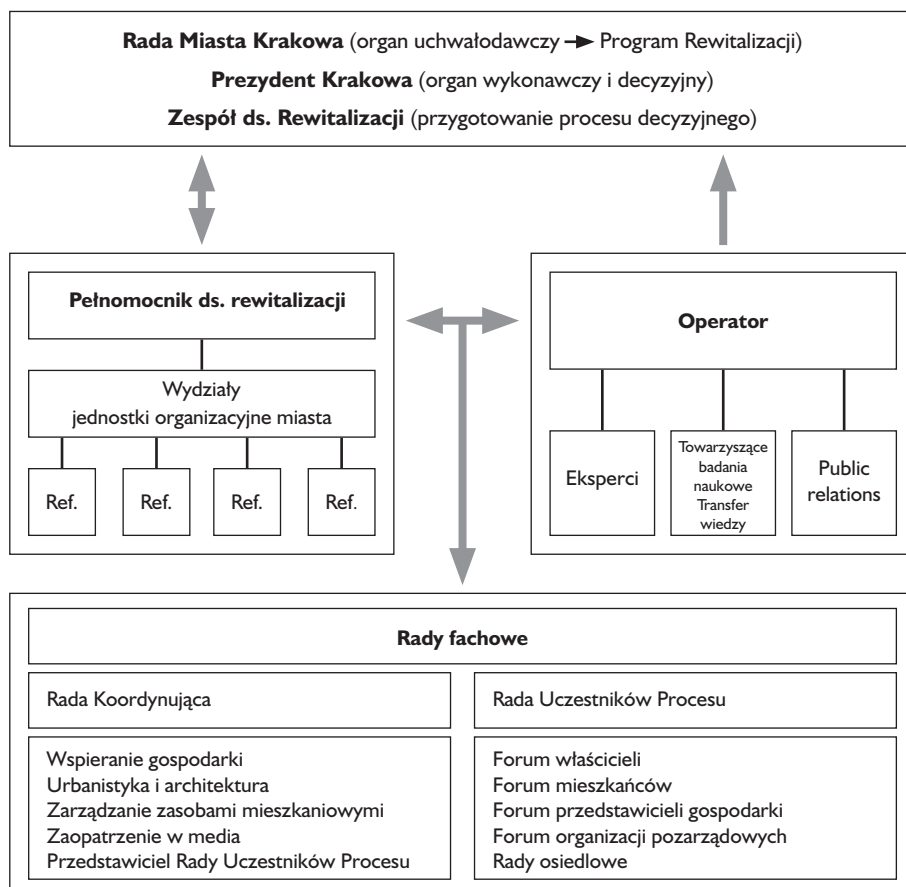 Rada Miasta Krakowa (organ uchwałodawczy → Program Rewitalizacji)
Prezydent Krakowa (organ wykonawczy i decyzyjny)
Zespół ds. Rewitalizacji (przygotowanie procesu decyzyjnego)
Pełnomocnik ds. rewitalizacji
Wydziały
jednostki organizacyjne miasta
Ref.
Ref.
Ref.
Ref.
Operator
Eksperci
Towarzyszące
badania
naukowe
Transfer
wiedzy
Public
relations
Rady fachowe
Rada Koordynująca
Wspieranie gospodarki
Urbanistyka i architektura
Zarządzanie zasobami mieszkaniowymi
Zaopatrzenie w media
Przedstawiciel Rady Uczestników Procesu
Rada Uczestników Procesu
Forum właścicieli
Forum mieszkańców
Forum przedstawicieli gospodarki
Forum organizacji pozarządowych
Rady osiedlowe